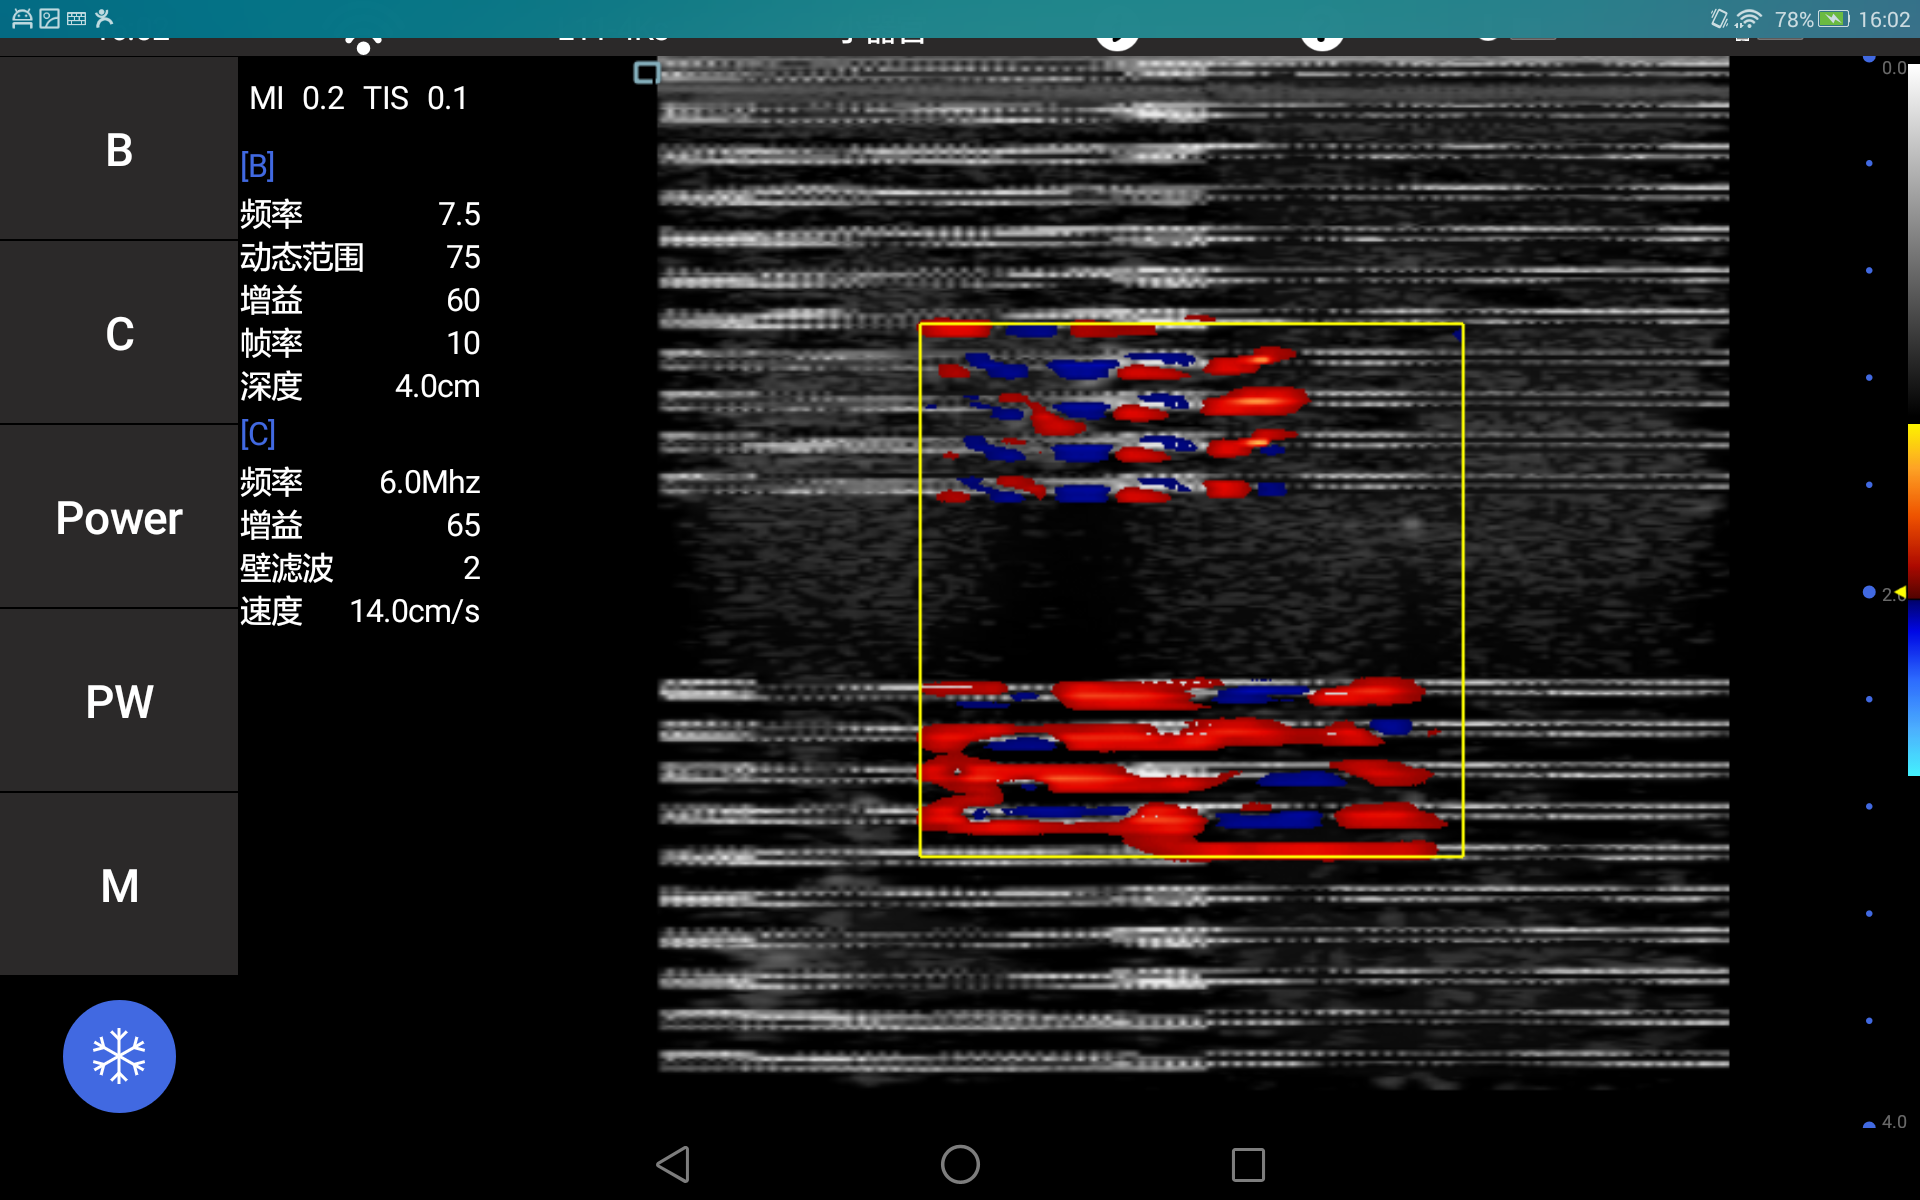 78% 16:02
MI 0.2 TIS 0.1
[B]
频率 7.5
动态范围 75
增益 60
帧率 10
深度 4.0cm
[C]
频率 6.0Mhz
增益 65
壁滤波 2
速度 14.0cm/s
B
C
Power
PW
M
0.0
4.0